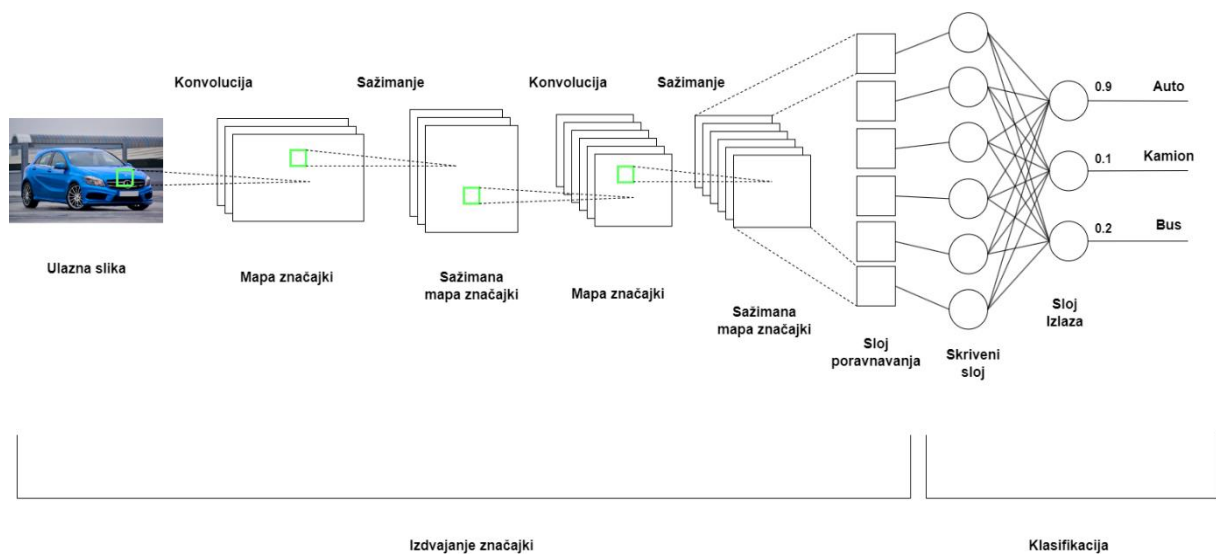 Konvolucija
Sažimanje
Konvolucija
Sažimanje
0.9
Auto
0.1
Kamion
0.2
Bus
Ulazna slika
Mapa značajki
Sažimana
mapa značajki
Mapa značajki
Sažimana
mapa značajki
Sloj
poravnavanja
Skriveni
sloj
Sloj
Izlaza
Izdvajanje značajki
Klasifikacija